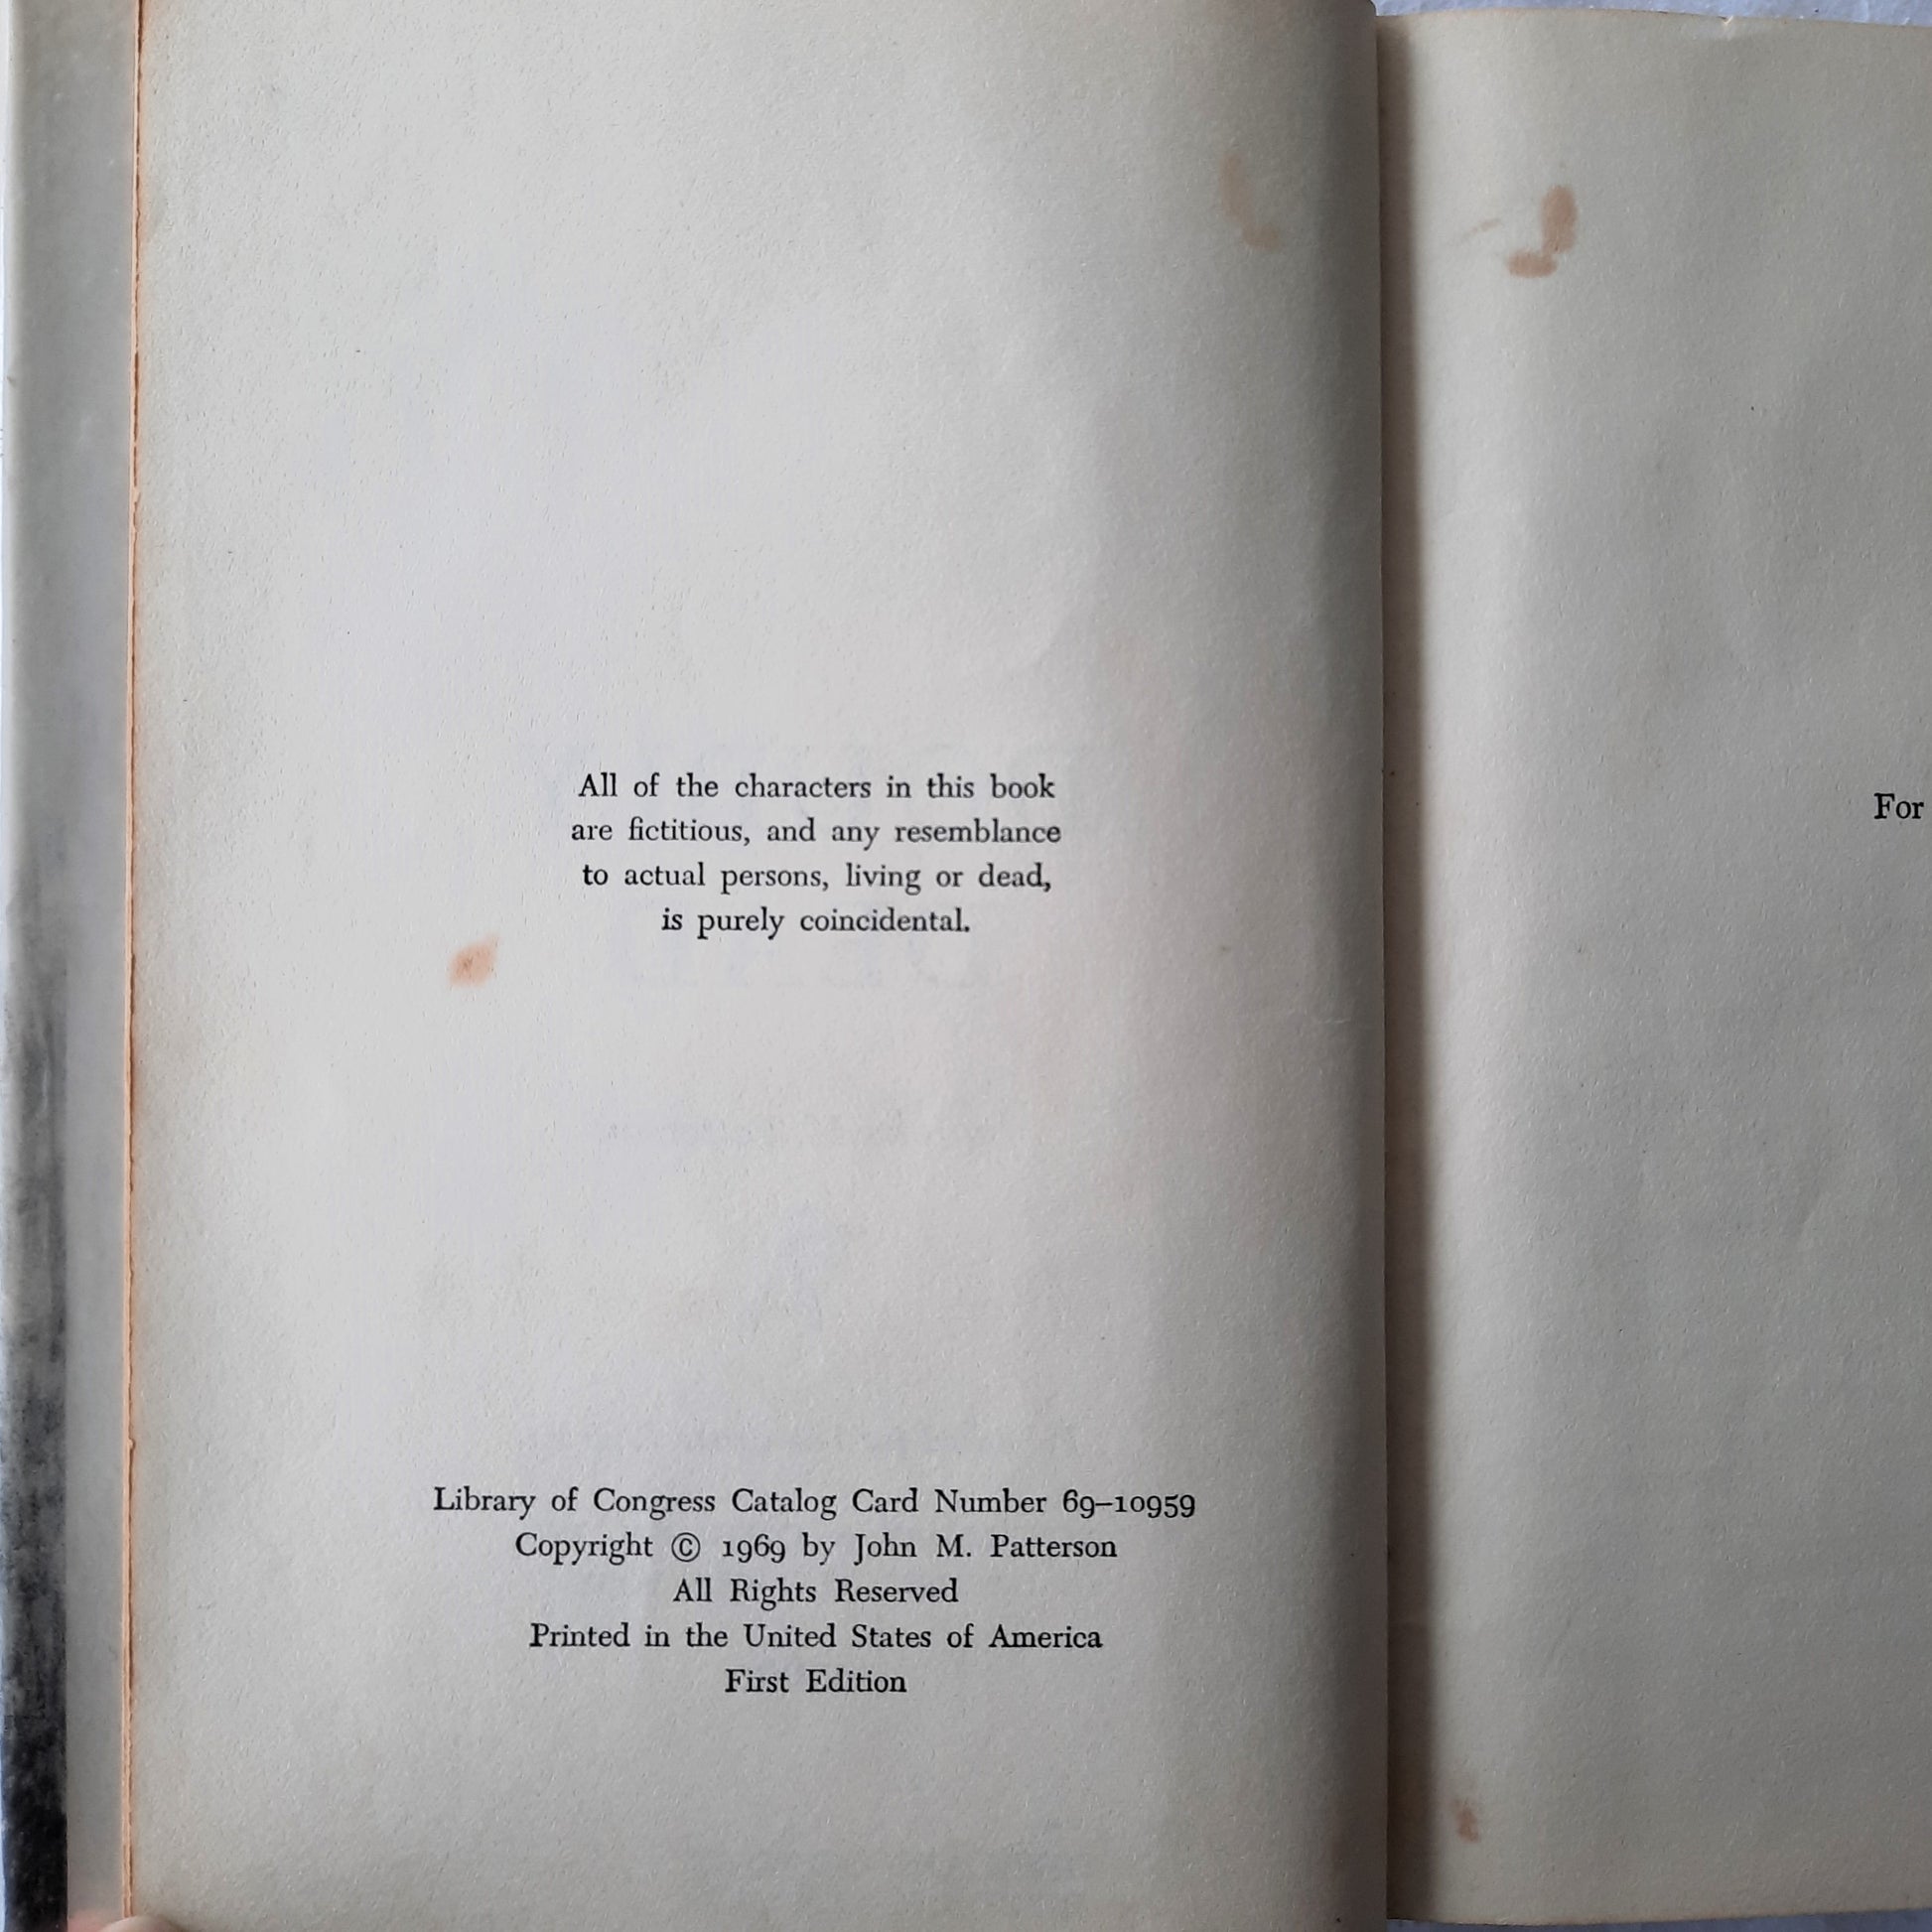 All of the characters in this book
are fictitious, and any resemblance
to actual persons, living or dead,
is purely coincidental.
Library of Congress Catalog Card Number 69–10959
Copyright © 1969 by John M. Patterson
All Rights Reserved
Printed in the United States of America
First Edition
For